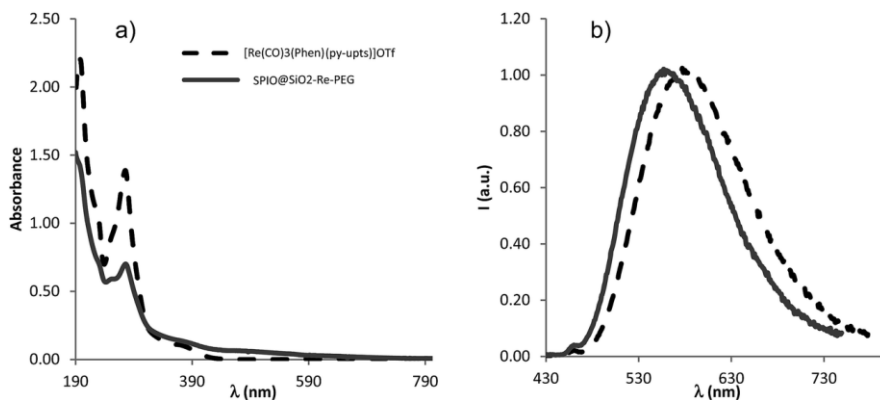 a)
2.50
2.00
1.50
1.00
0.50
0.00
Absorbance
[Re(CO)3(Phen)(py-upts)]OTf
SPIO@SiO2-Re-PEG
190 390 590 790
λ (nm)
b)
1.20
1.00
0.80
0.60
0.40
0.20
0.00
I (a.u.)
430 530 630 730
λ (nm)